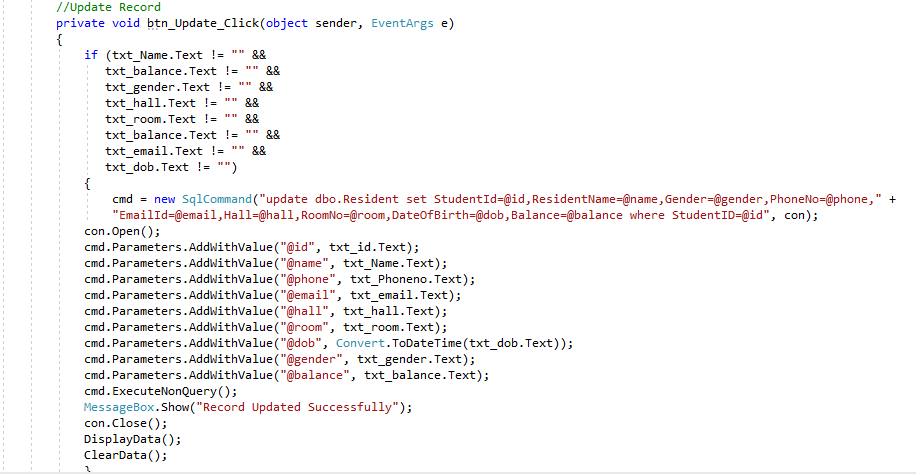 //Update Record
private void btn_Update_Click(object sender, EventArgs e)
{
if (txt_Name.Text != "" &&
txt_balance.Text != "" &&
txt_gender.Text != "" &&
txt_hall.Text != "" &&
txt_room.Text != "" &&
txt_balance.Text != "" &&
txt_email.Text != "" &&
txt_dob.Text != "")
{
cmd = new SqlCommand("update dbo.Resident set StudentId=@id,ResidentName=@name,Gender=@gender,PhoneNo=@phone," +
"EmailId=@email,Hall=@hall,RoomNo=@room,DateOfBirth=@dob,Balance=@balance where StudentID=@id", con);
con.Open();
cmd.Parameters.AddWithValue("@id", txt_id.Text);
cmd.Parameters.AddWithValue("@name", txt_Name.Text);
cmd.Parameters.AddWithValue("@phone", txt_Phoneno.Text);
cmd.Parameters.AddWithValue("@email", txt_email.Text);
cmd.Parameters.AddWithValue("@hall", txt_hall.Text);
cmd.Parameters.AddWithValue("@room", txt_room.Text);
cmd.Parameters.AddWithValue("@dob", Convert.ToDateTime(txt_dob.Text));
cmd.Parameters.AddWithValue("@gender", txt_gender.Text);
cmd.Parameters.AddWithValue("@balance", txt_balance.Text);
cmd.ExecuteNonQuery();
MessageBox.Show("Record Updated Successfully");
con.Close();
DisplayData();
ClearData();
}